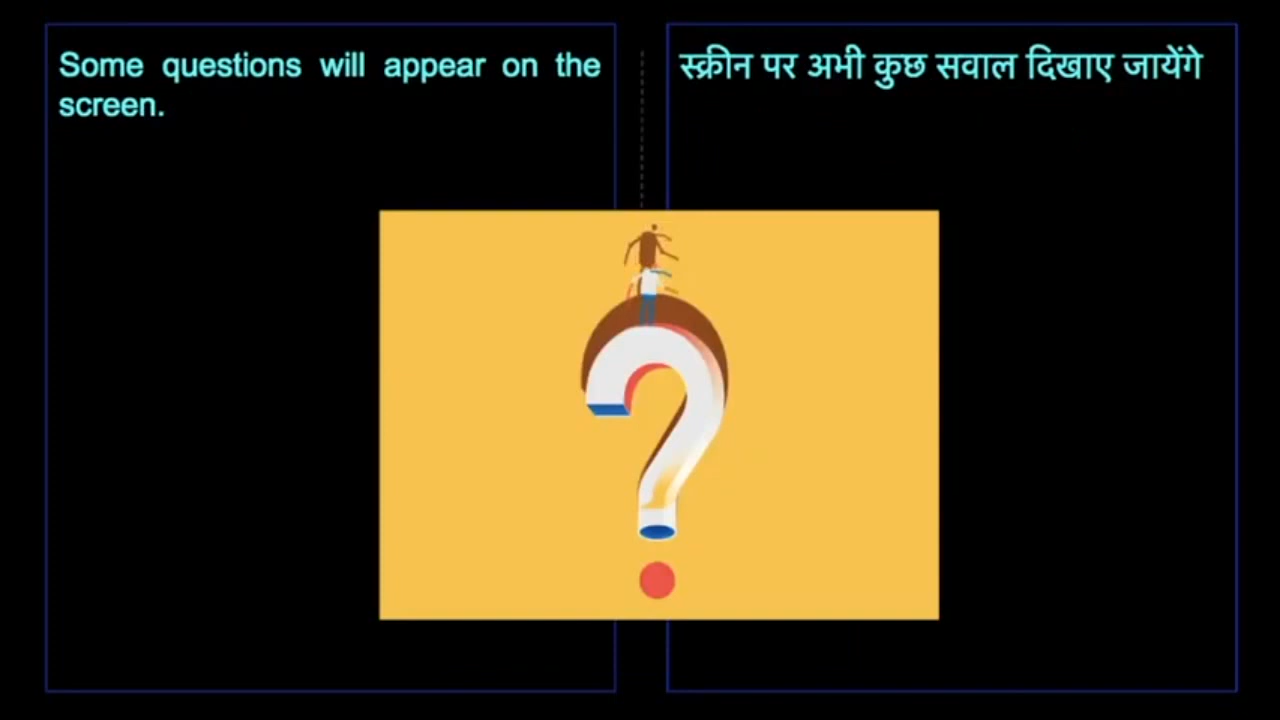 Some questions will appear on the
screen.
स्क्रीन पर अभी कुछ सवाल दिखाए जायेंगे